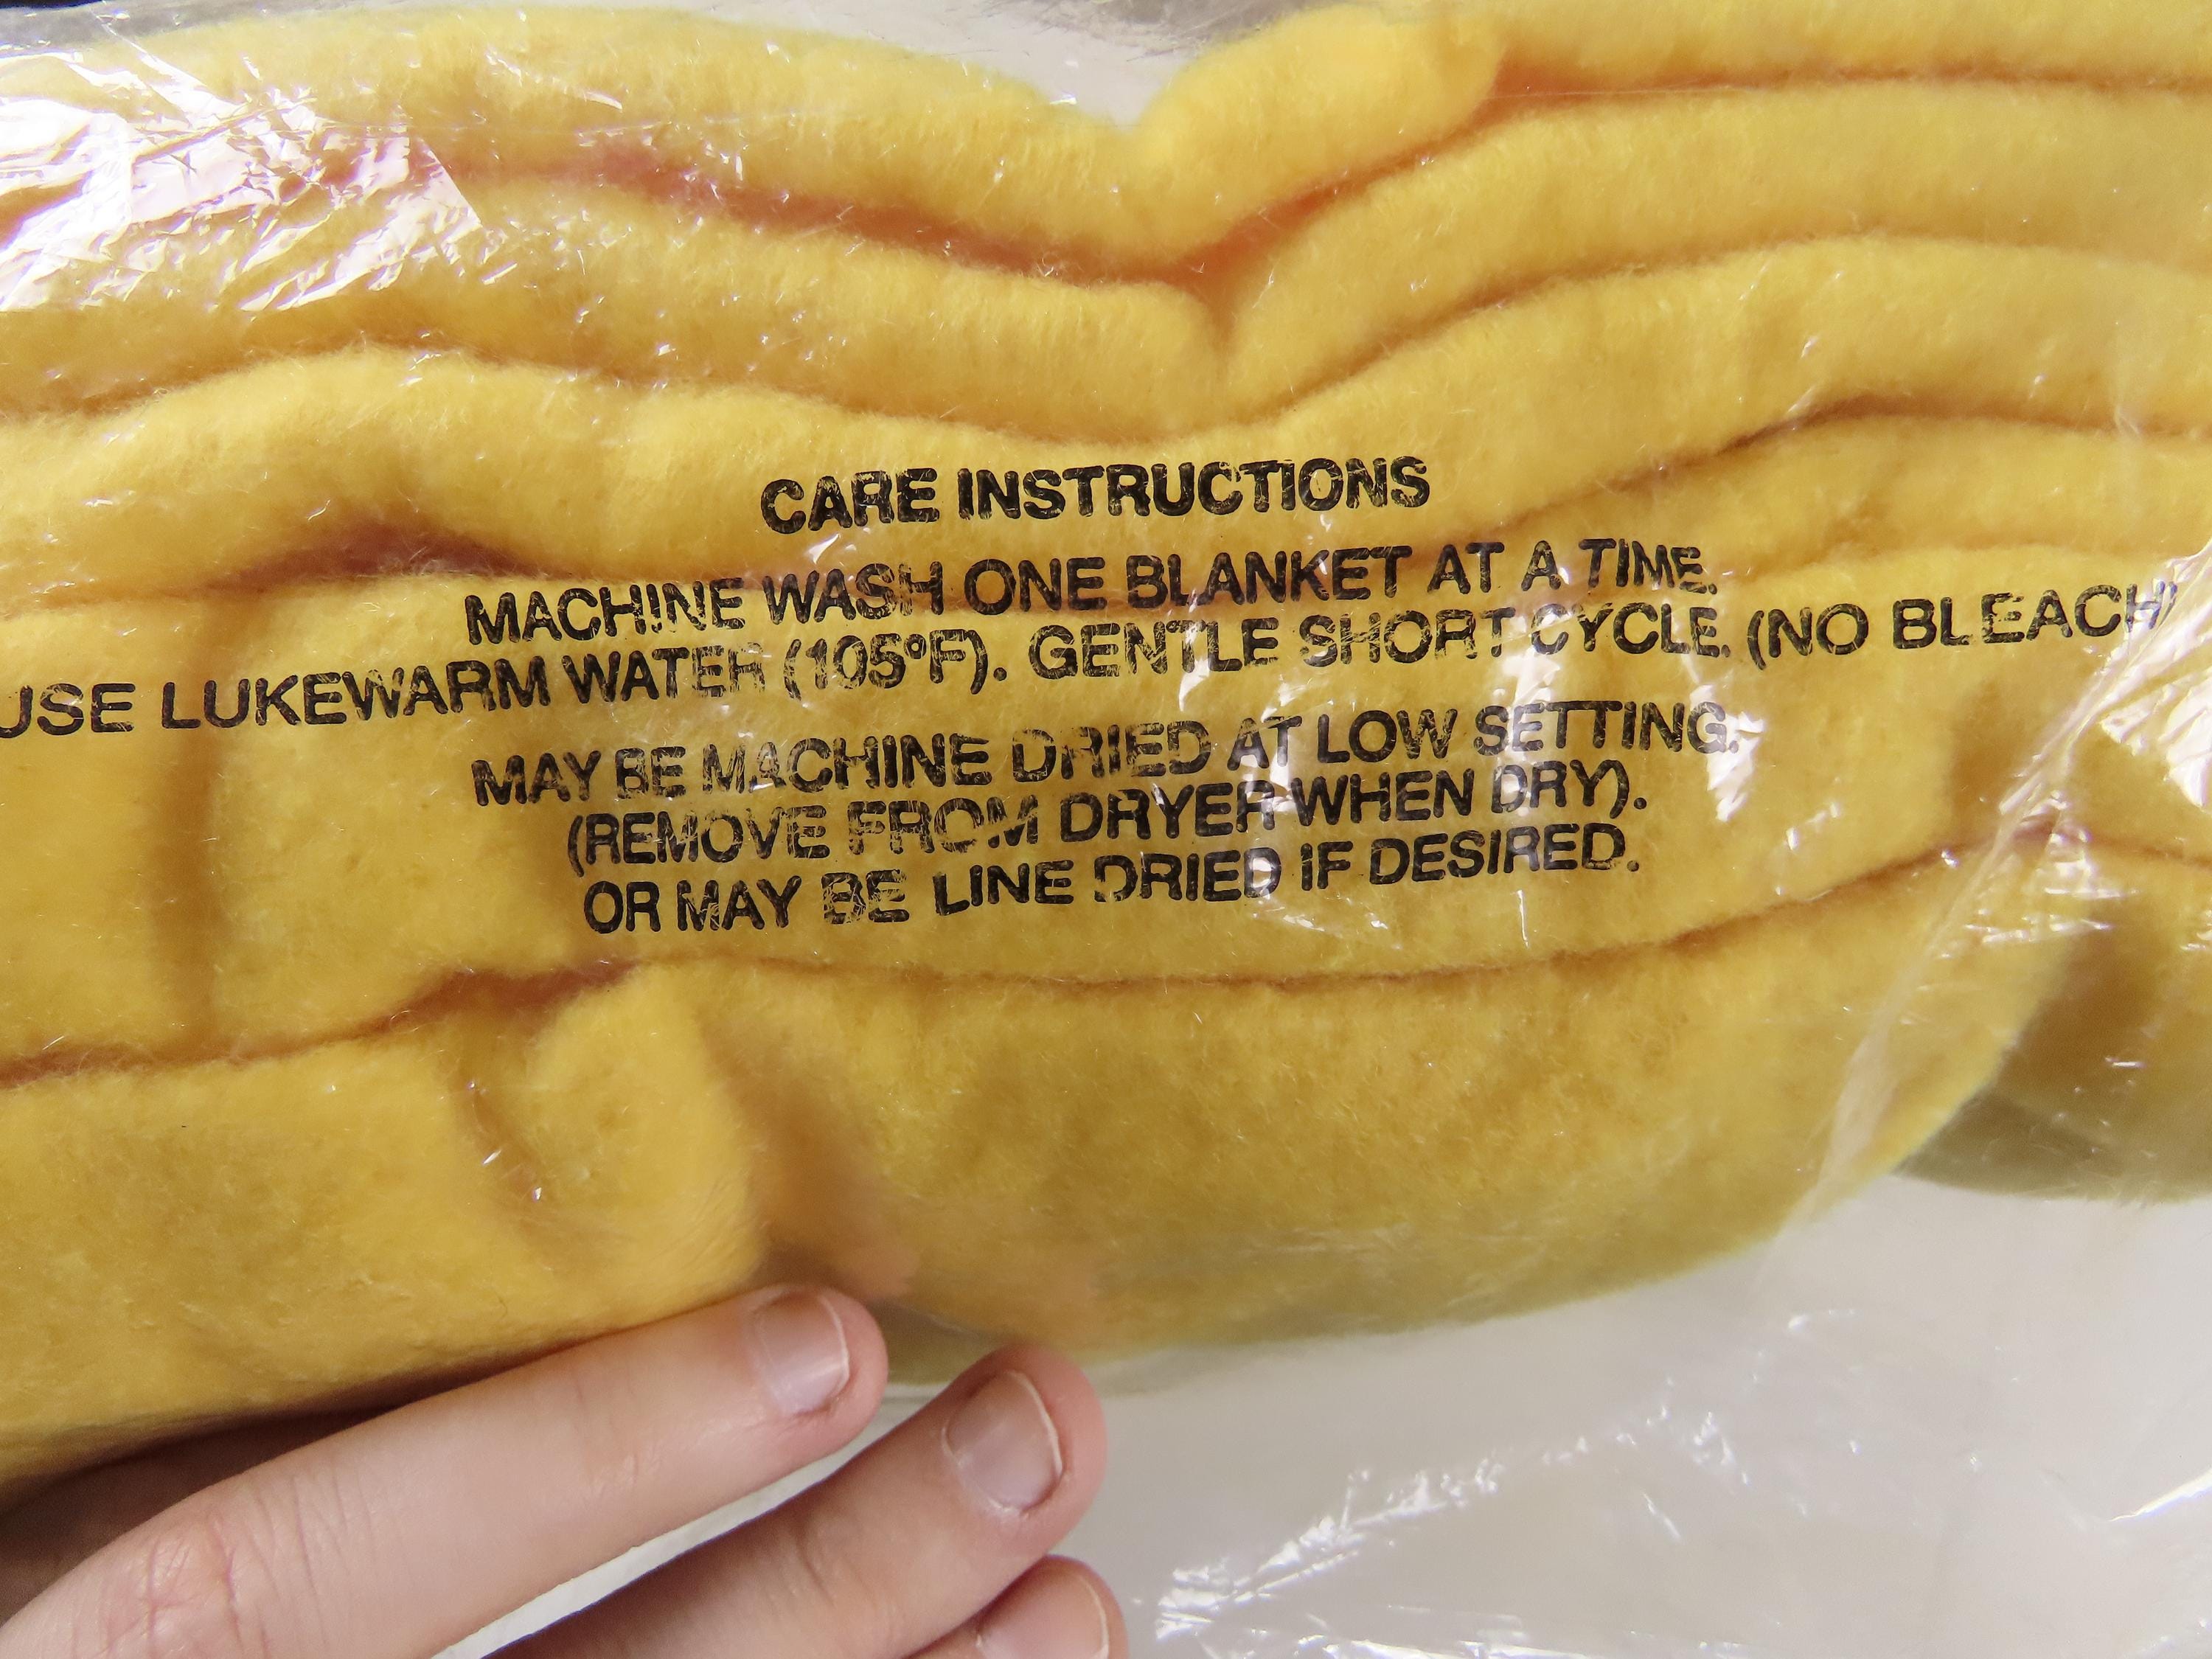 CARE INSTRUCTIONS
MACHINE WASH ONE BLANKET AT A TIME.
USE LUKEWARM WATER (105°F). GENTLE SHORT CYCLE. (NO BLEACH)
MAY BE MACHINE DRIED AT LOW SETTING.
(REMOVE FROM DRYER WHEN DRY).
OR MAY BE LINE DRIED IF DESIRED.